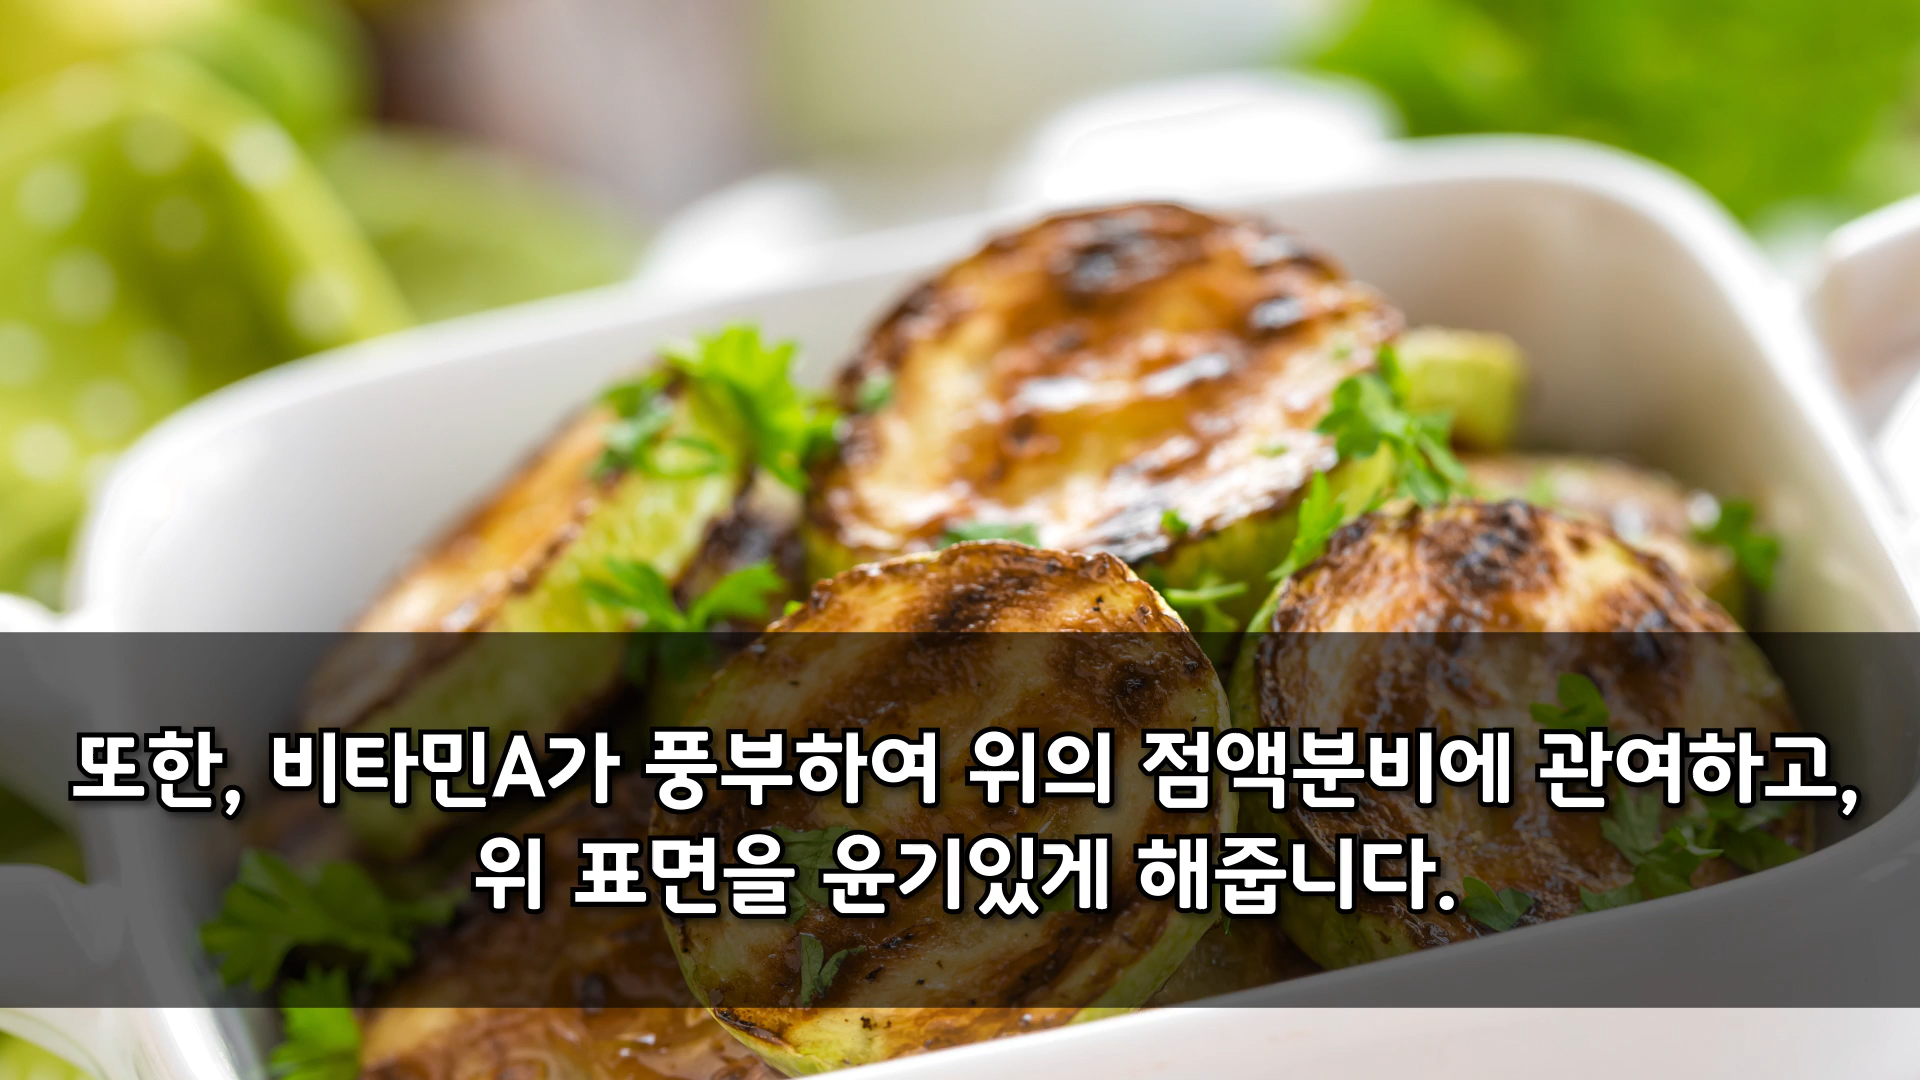 또한, 비타민A가 풍부하여 위의 점액분비에 관여하고,
위 표면을 윤기있게 해줍니다.